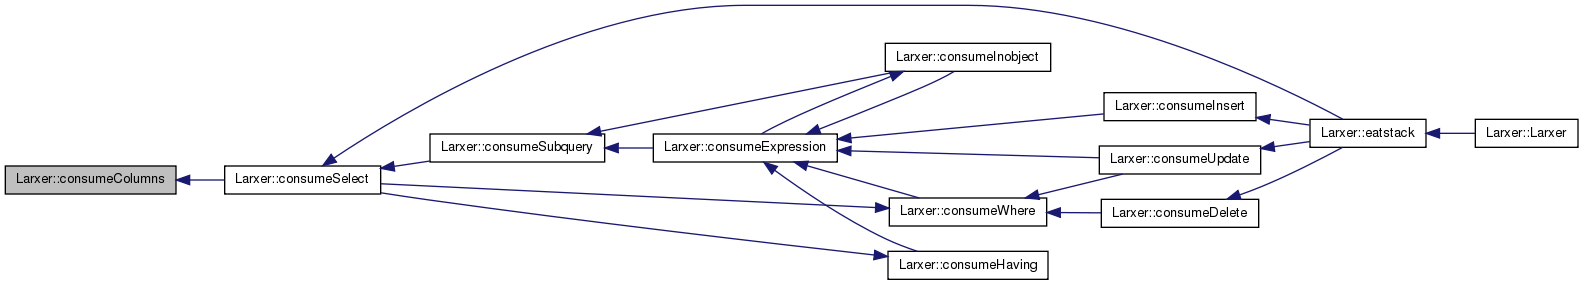 Larxer::consumeColumns
Larxer::consumeSelect
Larxer::consumeSubquery
Larxer::consumeExpression
Larxer::consumeInobject
Larxer::consumeWhere
Larxer::consumeHaving
Larxer::consumeInsert
Larxer::consumeUpdate
Larxer::consumeDelete
Larxer::eatstack
Larxer::Larxer